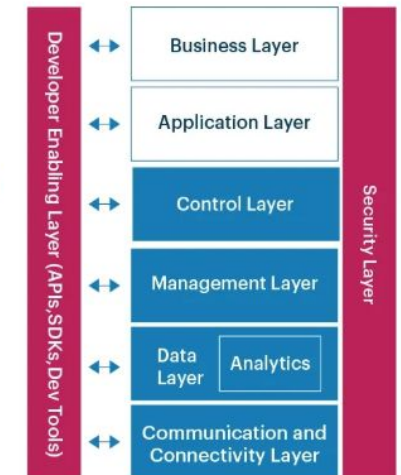 Developer Enabling Layer (APIs,SDKs,Dev Tools)
Business Layer
Application Layer
Control Layer
Management Layer
Data
Layer
Analytics
Communication and
Connectivity Layer
Security Layer